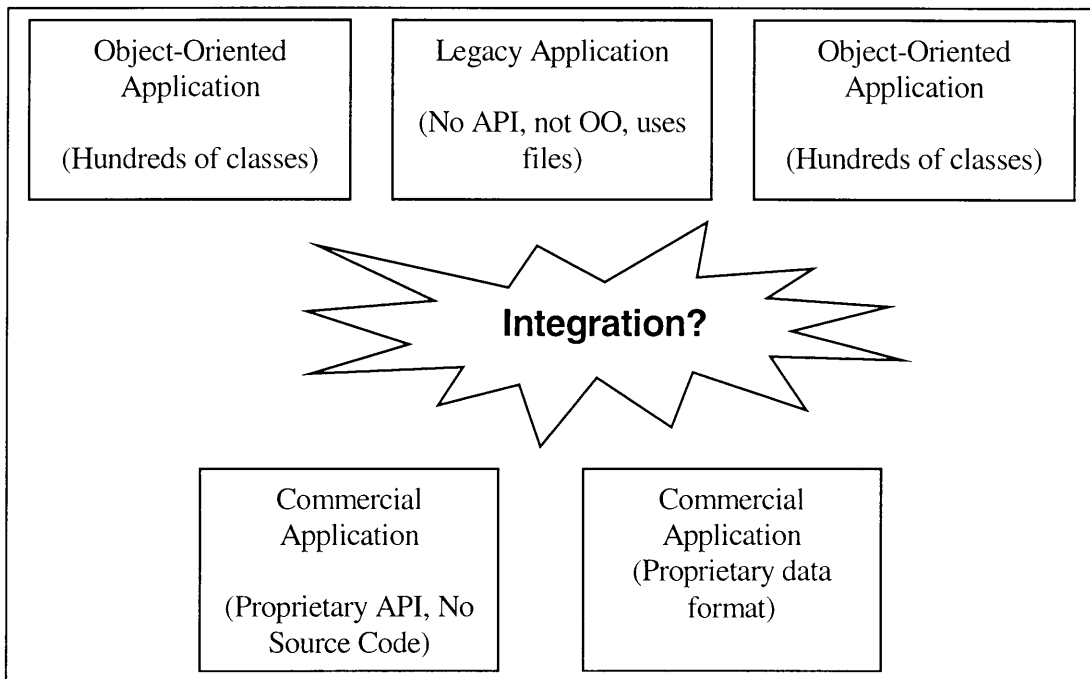 Object-Oriented
Application
(Hundreds of classes)
Legacy Application
(No API, not OO, uses
files)
Object-Oriented
Application
(Hundreds of classes)
Integration?
Commercial
Application
(Proprietary API, No
Source Code)
Commercial
Application
(Proprietary data
format)